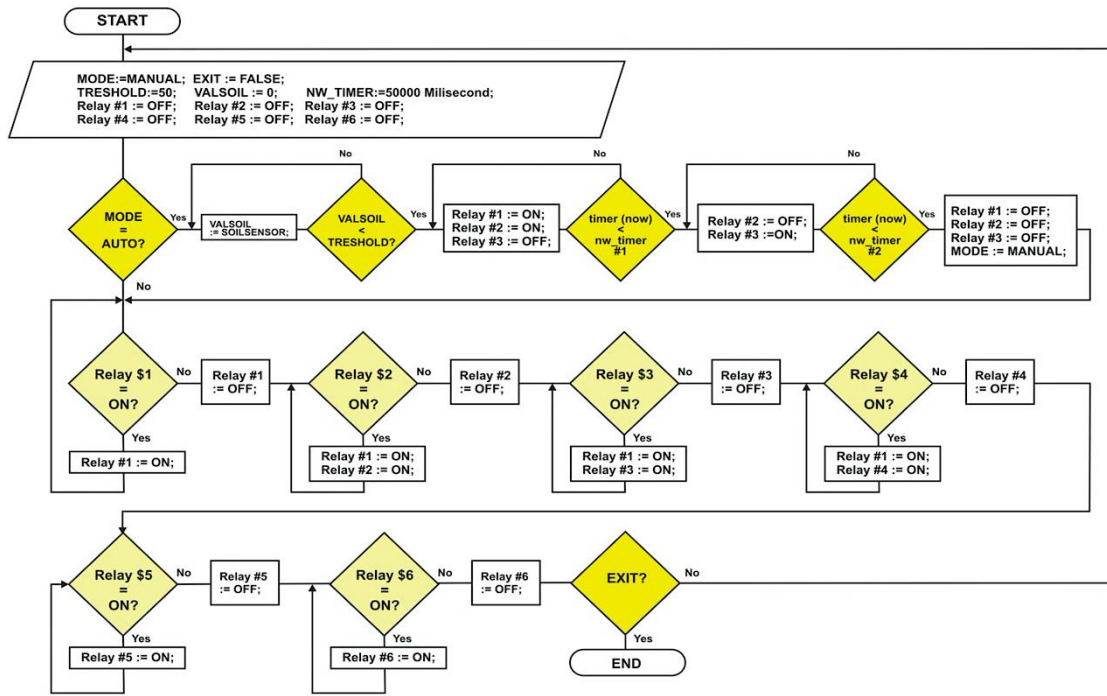 START
MODE:=MANUAL; EXIT := FALSE;
TRESHOLD:=50; VALSOIL := 0; NW_TIMER:=50000 Milisecond;
Relay #1 := OFF; Relay #2 := OFF; Relay #3 := OFF;
Relay #4 := OFF; Relay #5 := OFF; Relay #6 := OFF;
MODE
=
AUTO?
Yes
No
VALSOIL
:= SOILSENSOR;
No
VALSOIL
<
TRESHOLD?
Yes
Relay #1 := ON;
Relay #2 := ON;
Relay #3 := OFF;
No
timer (now)
<
nw_timer
#1
Yes
Relay #2 := OFF;
Relay #3 :=ON;
No
timer (now)
<
nw_timer
#2
Yes
Relay #1 := OFF;
Relay #2 := OFF;
Relay #3 := OFF;
MODE := MANUAL;
Relay $1
=
ON?
No
Relay #1
:= OFF;
Yes
Relay #1 := ON;
Relay $2
=
ON?
No
Relay #2
:= OFF;
Yes
Relay #1 := ON;
Relay #2 := ON;
Relay $3
=
ON?
No
Relay #3
:= OFF;
Yes
Relay #1 := ON;
Relay #3 := ON;
Relay $4
=
ON?
No
Relay #4
:= OFF;
Yes
Relay #1 := ON;
Relay #4 := ON;
Relay $5
=
ON?
No
Relay #5
:= OFF;
Yes
Relay #5 := ON;
Relay $6
=
ON?
No
Relay #6
:= OFF;
Yes
Relay #6 := ON;
EXIT?
No
Yes
END